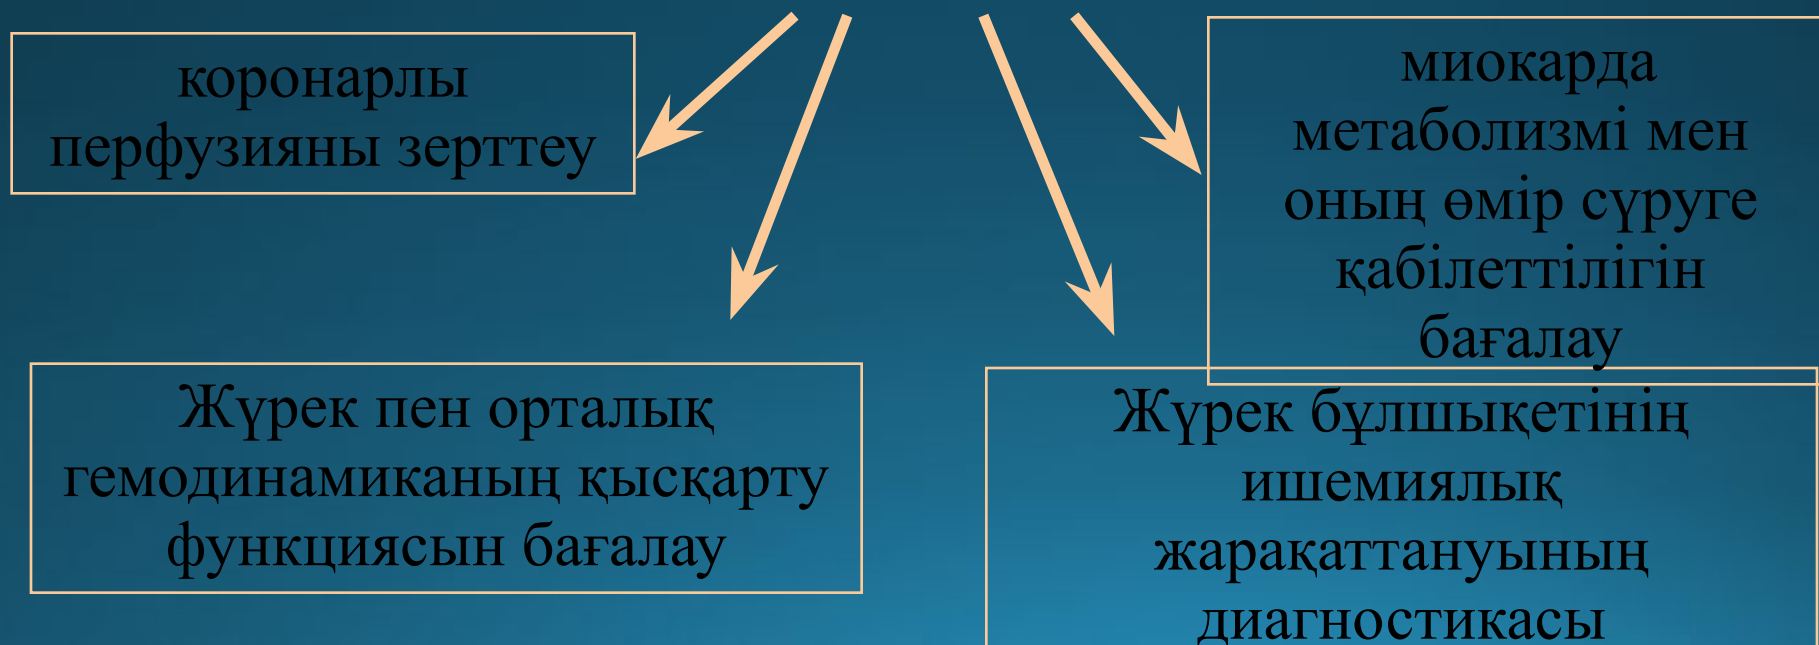 коронарлы
перфузияны зерттеу
миокарда
метаболизмі мен
оның өмір сүруге
қабілеттілігін
бағалау
Жүрек пен орталық
гемодинамиканың қысқарту
функциясын бағалау
Жүрек бұлшықетінің
ишемиялық
жарақаттануының
диагностикасы